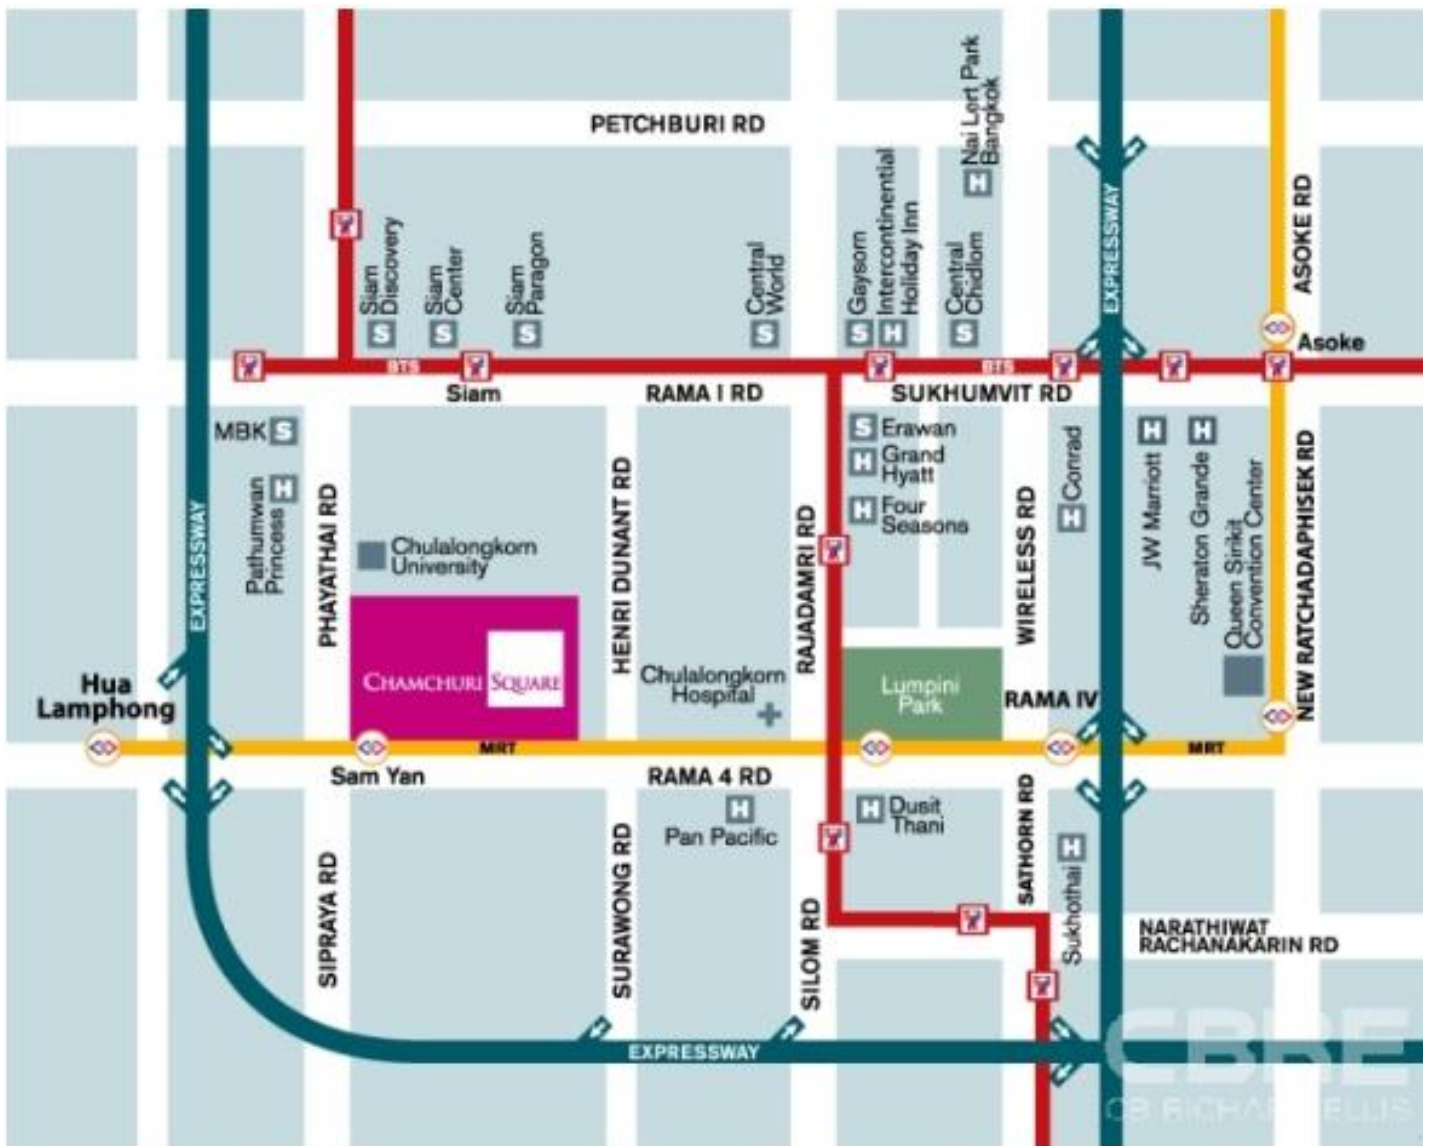 PETCHBURI RD
Nai Lert Park
Bangkok
EXPRESSWAY
ASOKE RD
Siam
Discovery
S
Siam
Center
S
Siam
Paragon
S
Central
World
S
Gaysorn
S
Intercontinental
Holiday Inn
H
Central
Chidlom
S
H
Asoke
BTS
BTS
Siam
RAMA I RD
SUKHUMVIT RD
MBK S
Pathumwan
Princess
H
PHAYATHAI RD
EXPRESSWAY
Chulalongkorn
University
HENRI DUNANT RD
RAJADAMRI RD
S Erawan
H Grand
Hyatt
H Four
Seasons
WIRELESS RD
Conrad
H
H
JW Marriott
H
Sheraton Grande
Queen Sirikit
Convention Center
NEW RATCHADAPHISEK RD
Hua
Lamphong
CHAMCHURI SQUARE
Chulalongkorn
Hospital
Lumpini
Park
RAMA IV
MRT
MRT
Sam Yan
RAMA 4 RD
H
Pan Pacific
H Dusit
Thani
SATHORN RD
H
Sukhothai
SIPRAYA RD
SURAWONG RD
SILOM RD
NARATHIWAT
RACHANAKARIN RD
EXPRESSWAY
CBRE
CB RICHARD ELLIS